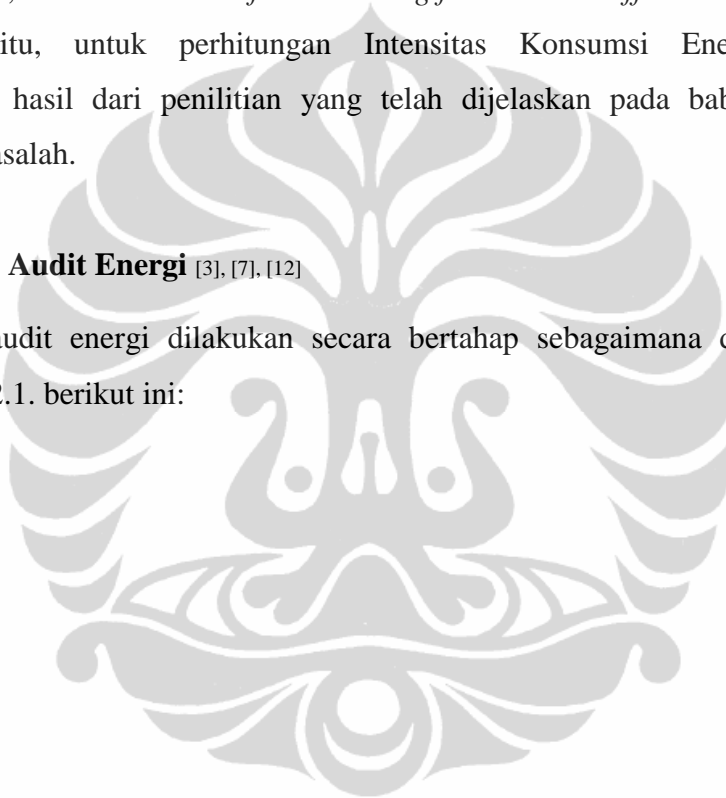 itu, untuk perhitungan Intensitas Konsumsi Ene
hasil dari penilitian yang telah dijelaskan pada bab
asalah.
Audit Energi [3], [7], [12]
audit energi dilakukan secara bertahap sebagaimana
2.1. berikut ini: